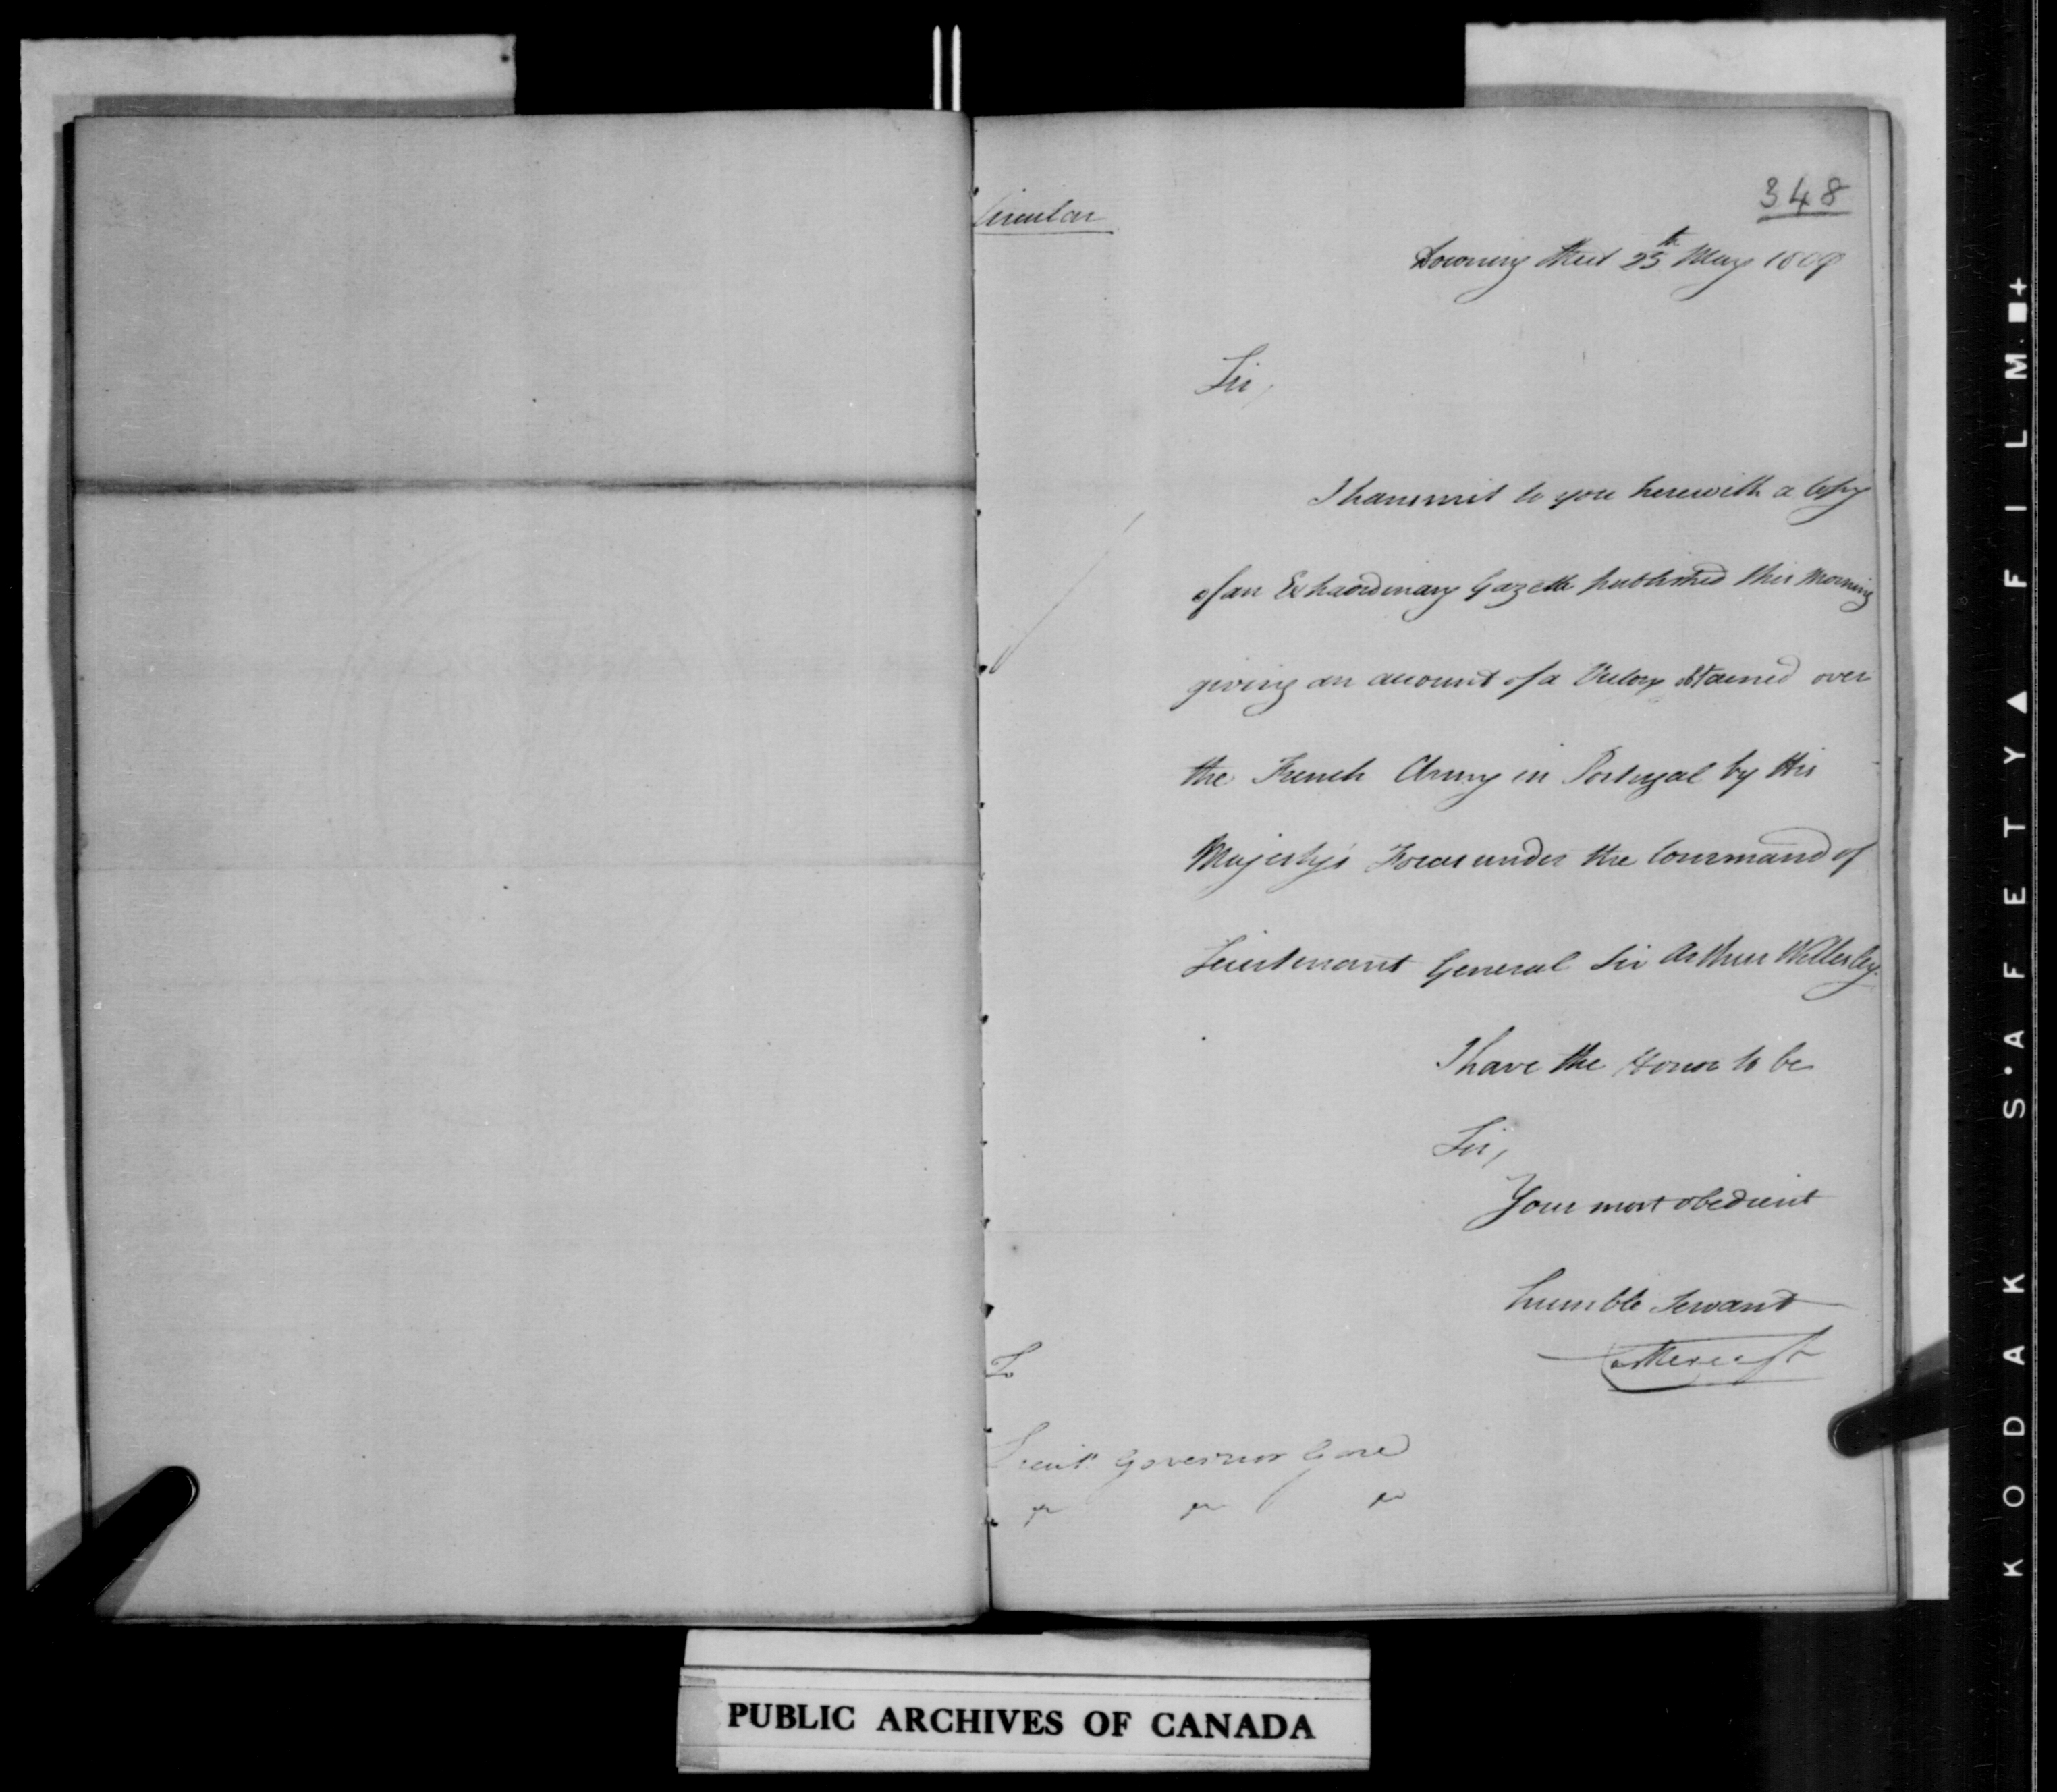 348
Circular
Downing Street 25th May 1809
Sir,
I transmit to you herewith a Copy
of an Extraordinary Gazette published this Morning
giving an account of a Victory obtained over
the French Army in Portugal by His
Majesty's Forces under the Command of
Lieutenant General Sir Arthur Wellesley.
I have the Honor to be
Sir,
Your most obedient
humble Servant
Castlereagh
To
Lieut Governor Gore
&c &c &c
PUBLIC ARCHIVES OF CANADA
KODAK S.AFETY▲FILM.■+